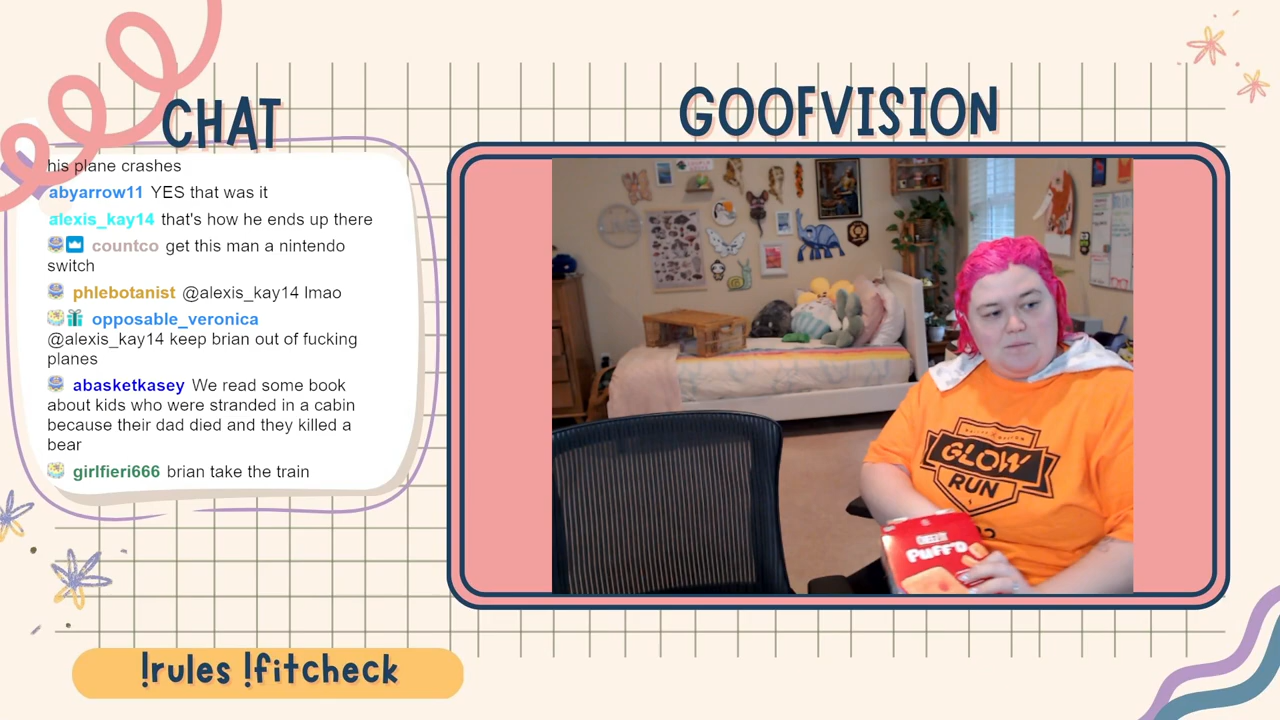 CHAT
GOOFVISION
his plane crashes
abyarrow11 YES that was it
alexis_kay14 that's how he ends up there
countco get this man a nintendo
switch
phlebotanist @alexis_kay14 lmao
opposable_veronica
@alexis_kay14 keep brian out of fucking
planes
abasketkasey We read some book
about kids who were stranded in a cabin
because their dad died and they killed a
bear
girlfieri666 brian take the train
GLOW
RUN
PUFF'D
!rules !fitcheck